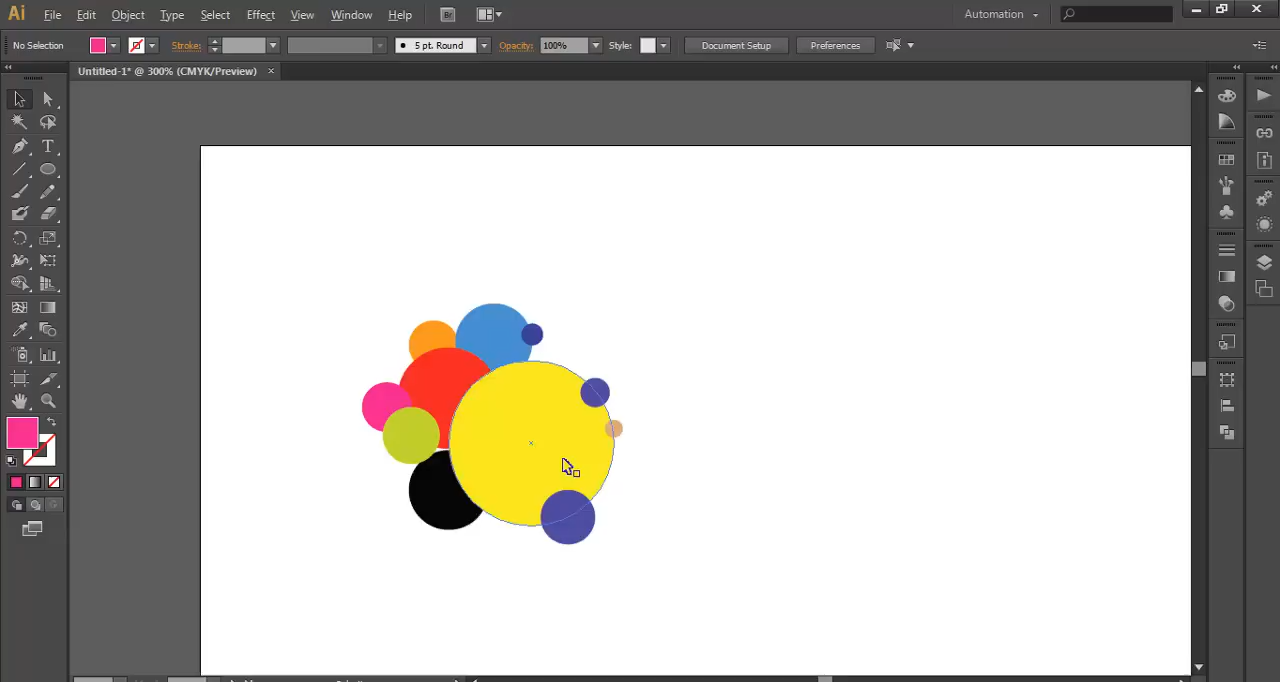 Ai File Edit Object Type Select Effect View Window Help Br Automation
No Selection Stroke: 5 pt. Round Opacity: 100% Style: Document Setup Preferences
Untitled-1* @ 300% (CMYK/Preview) ×
T